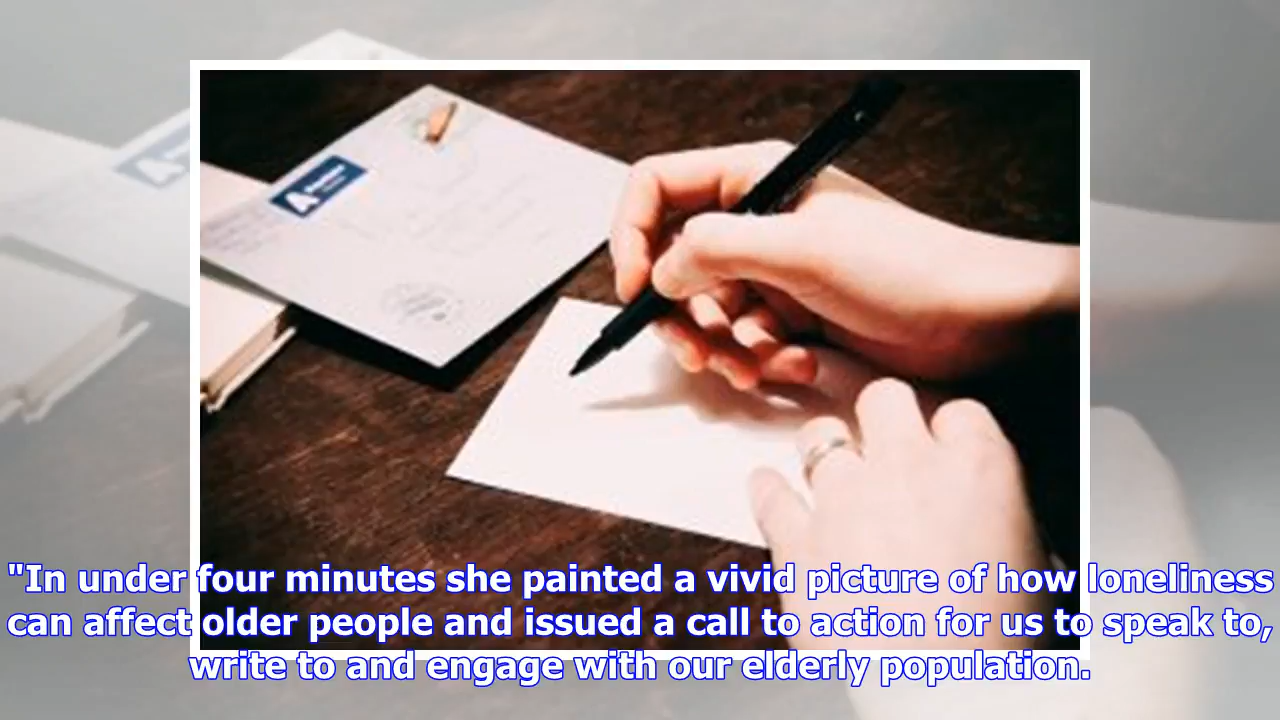 "In under four minutes she painted a vivid picture of how loneliness
can affect older people and issued a call to action for us to speak to,
write to and engage with our elderly population.